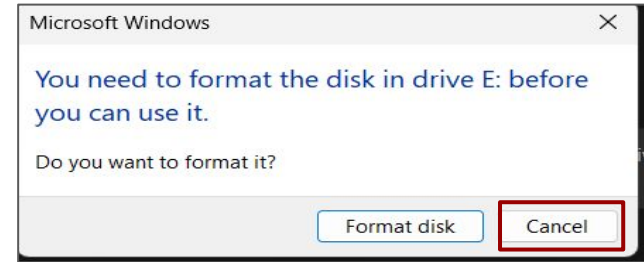 Microsoft Windows
You need to format the disk in drive E: before
you can use it.
Do you want to format it?
Format disk
Cancel